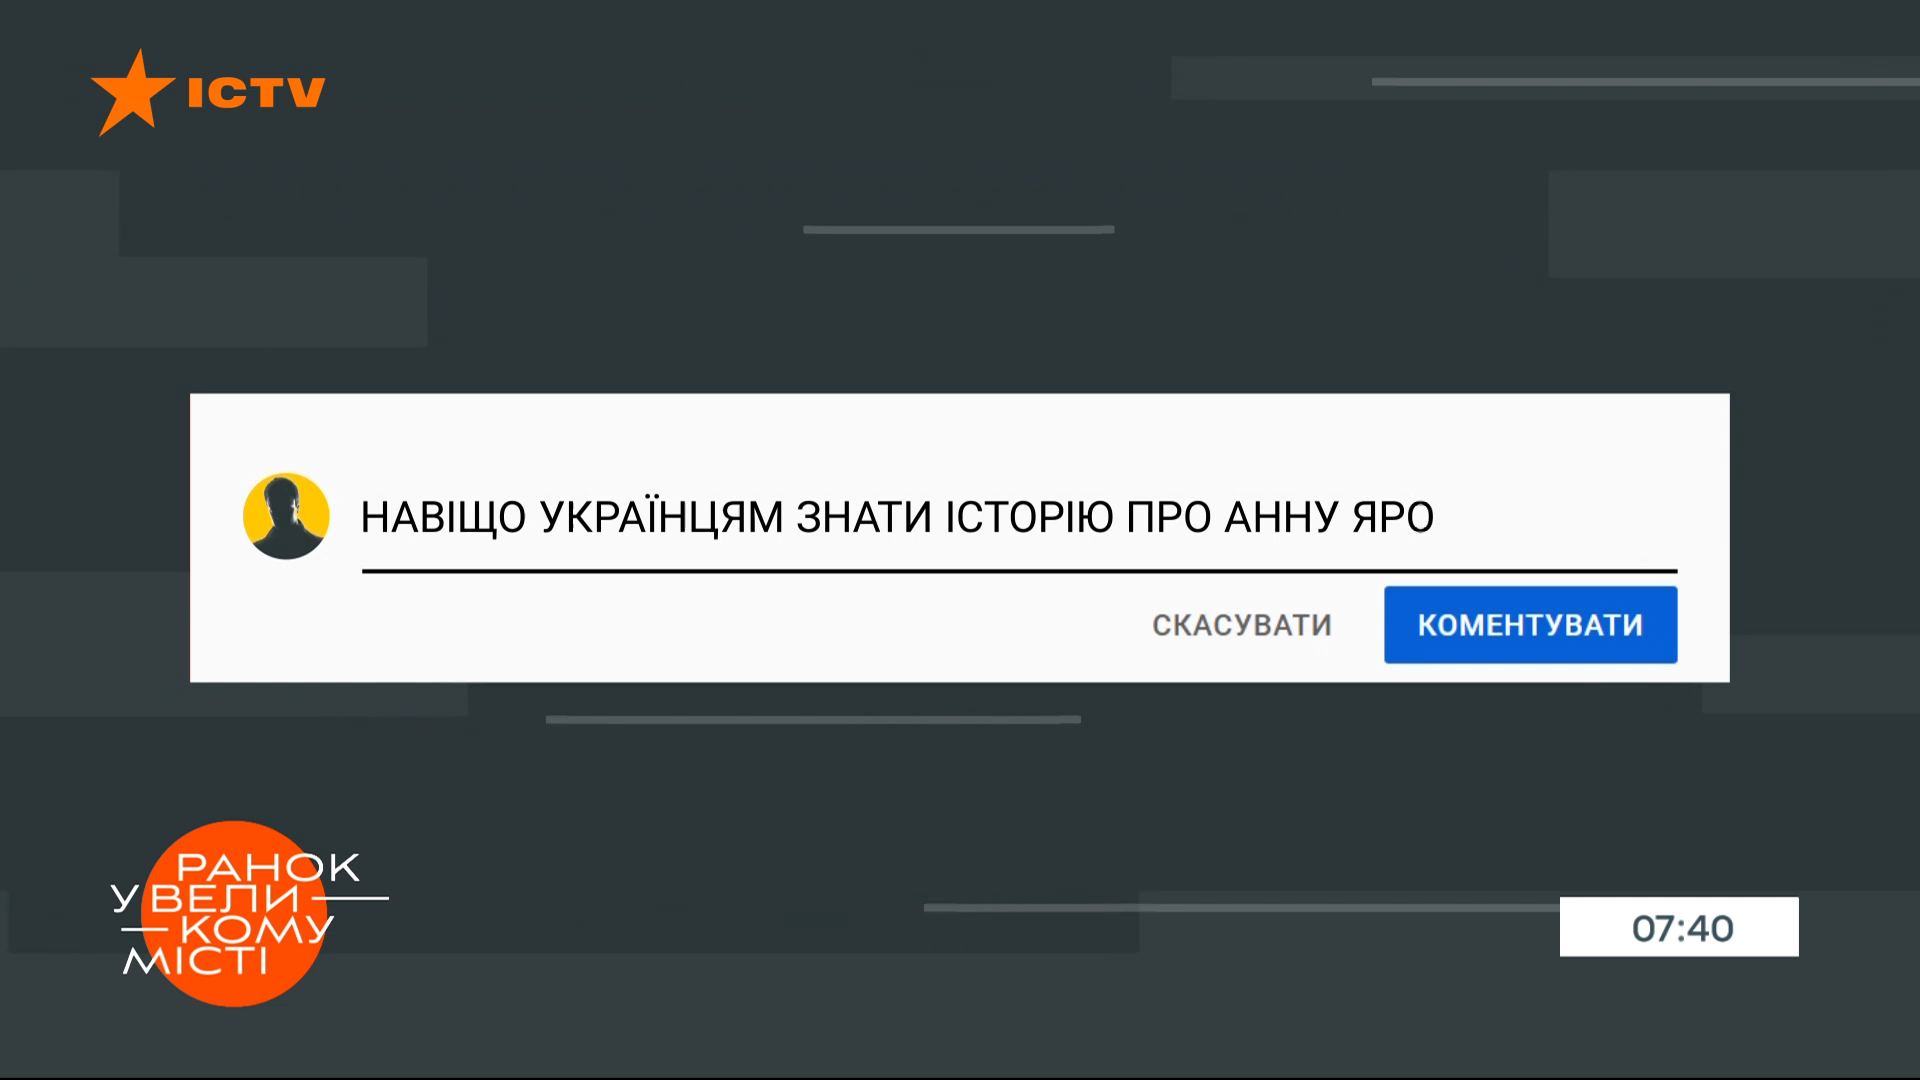 ICTV
НАВІЩО УКРАЇНЦЯМ ЗНАТИ ІСТОРІЮ ПРО АННУ ЯРО
СКАСУВАТИ
КОМЕНТУВАТИ
РАНОК
У ВЕЛИ
КОМУ
МІСТІ
07:40